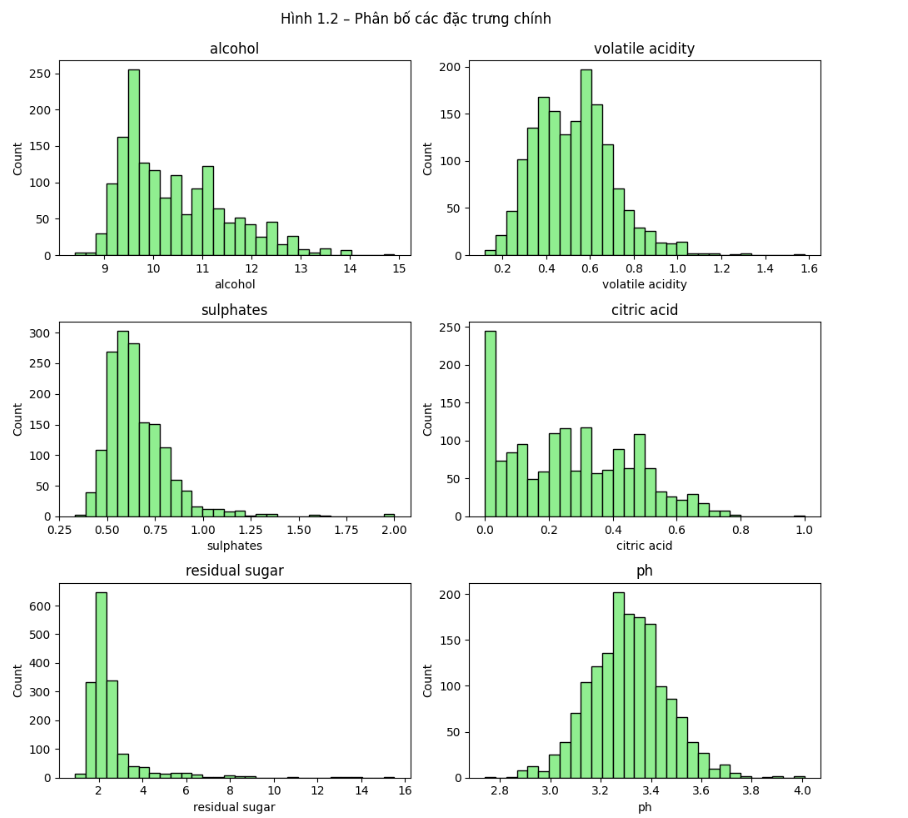 Hình 1.2 – Phân bố các đặc trưng chính
alcohol
250
200
150
100
50
0
Count
9 10 11 12 13 14 15
alcohol
volatile acidity
200
150
100
50
0
Count
0.2 0.4 0.6 0.8 1.0 1.2 1.4 1.6
volatile acidity
sulphates
300
250
200
150
100
50
0
Count
0.25 0.50 0.75 1.00 1.25 1.50 1.75 2.00
sulphates
citric acid
250
200
150
100
50
0
Count
0.0 0.2 0.4 0.6 0.8 1.0
citric acid
residual sugar
600
500
400
300
200
100
0
Count
2 4 6 8 10 12 14 16
residual sugar
ph
200
150
100
50
0
Count
2.8 3.0 3.2 3.4 3.6 3.8 4.0
ph